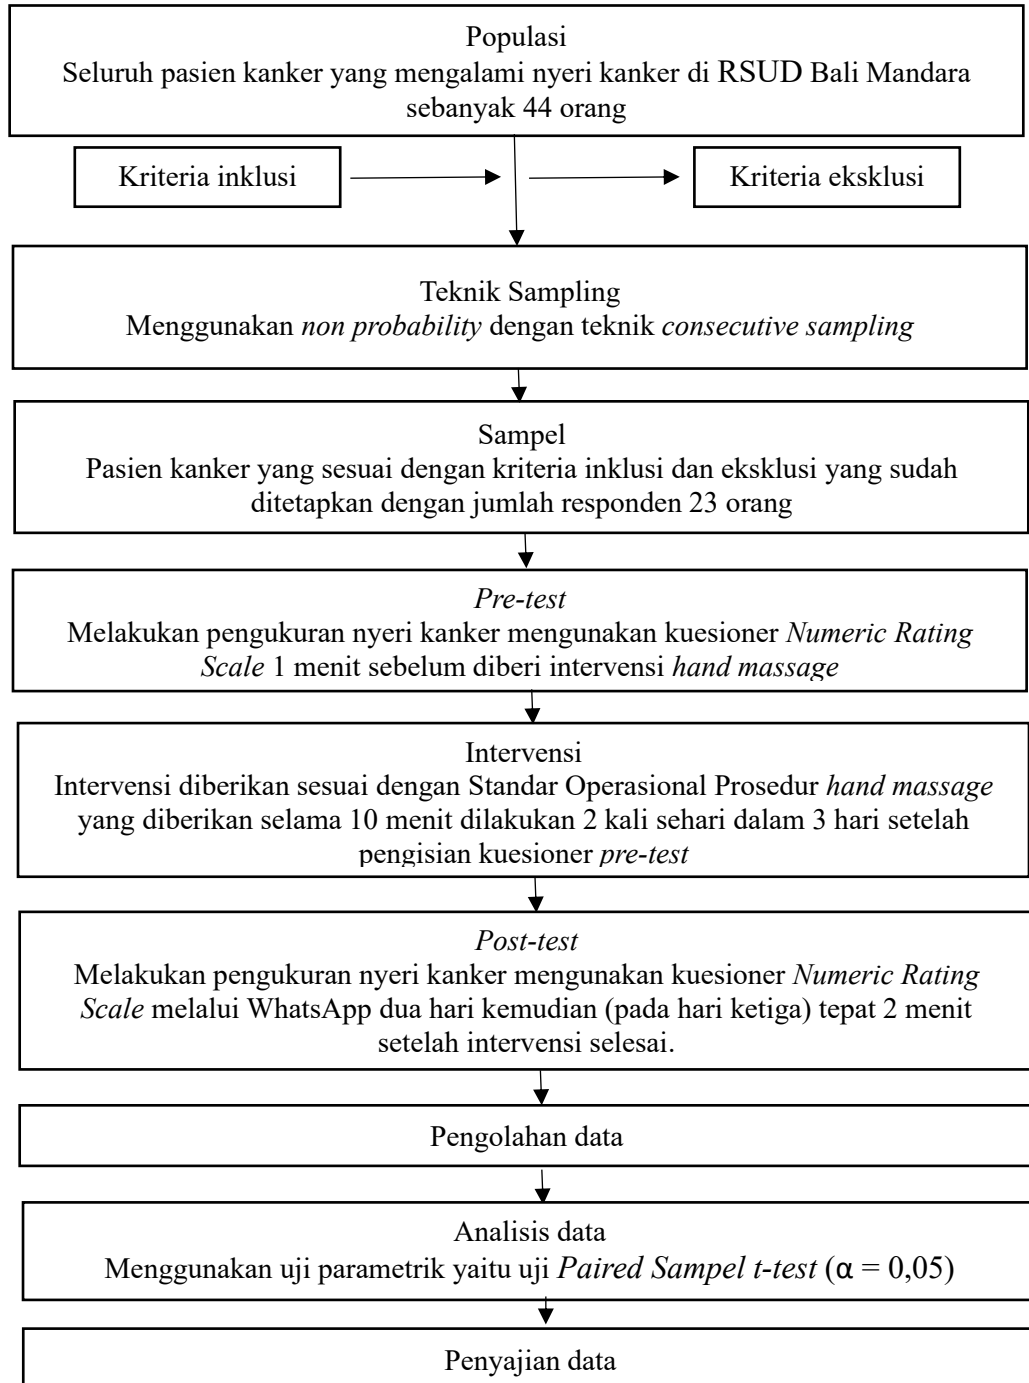 Populasi
Seluruh pasien kanker yang mengalami nyeri kanker di RSUD Bali Mandara
sebanyak 44 orang
Kriteria inklusi
Kriteria eksklusi
Teknik Sampling
Menggunakan non probability dengan teknik consecutive sampling
Sampel
Pasien kanker yang sesuai dengan kriteria inklusi dan eksklusi yang sudah
ditetapkan dengan jumlah responden 23 orang
Pre-test
Melakukan pengukuran nyeri kanker mengunakan kuesioner Numeric Rating
Scale 1 menit sebelum diberi intervensi hand massage
Intervensi
Intervensi diberikan sesuai dengan Standar Operasional Prosedur hand massage
yang diberikan selama 10 menit dilakukan 2 kali sehari dalam 3 hari setelah
pengisian kuesioner pre-test
Post-test
Melakukan pengukuran nyeri kanker mengunakan kuesioner Numeric Rating
Scale melalui WhatsApp dua hari kemudian (pada hari ketiga) tepat 2 menit
setelah intervensi selesai.
Pengolahan data
Analisis data
Menggunakan uji parametrik yaitu uji Paired Sampel t-test (α = 0,05)
Penyajian data